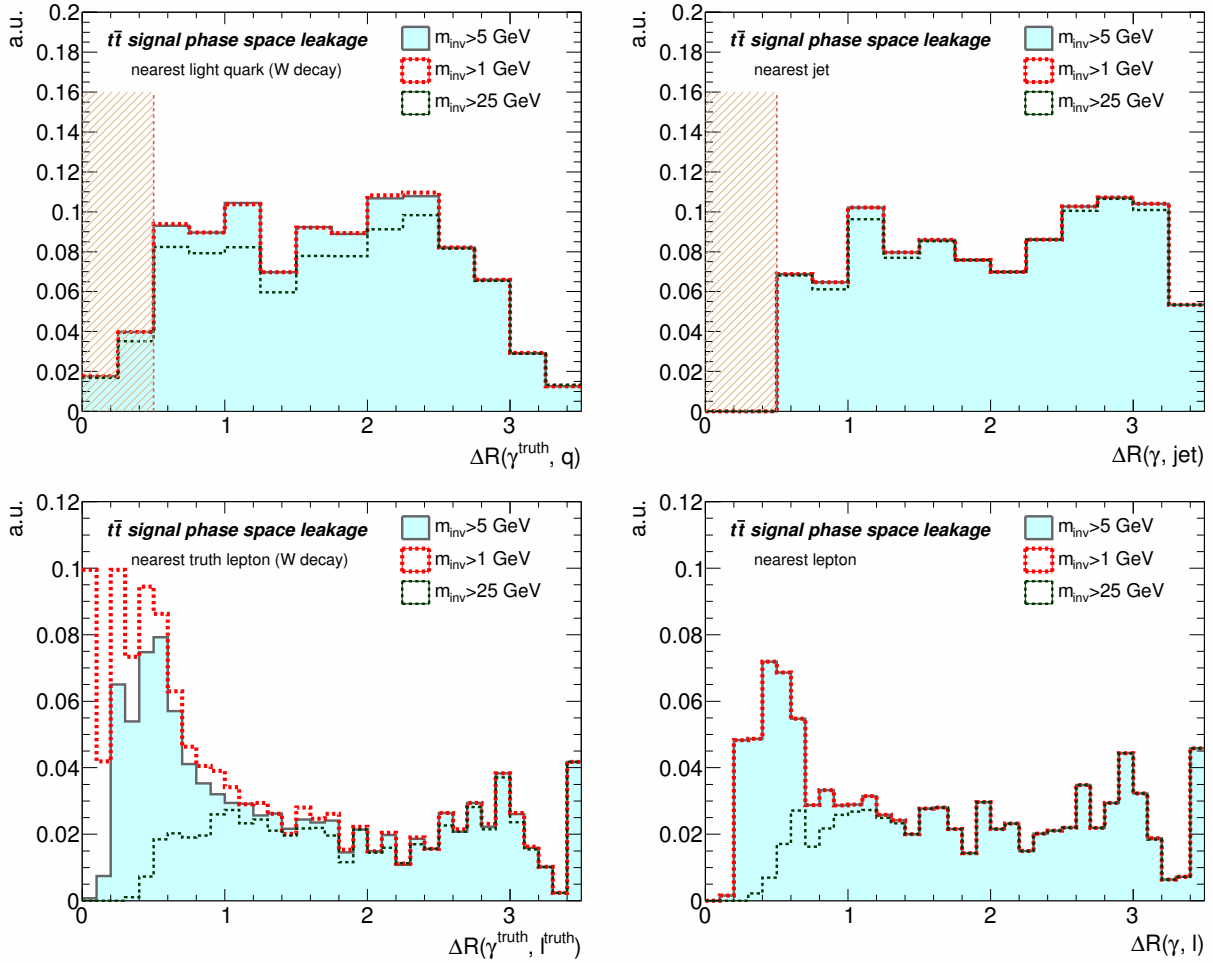 a.u.
0.2
0.18
0.16
0.14
0.12
0.1
0.08
0.06
0.04
0.02
0
tt̄ signal phase space leakage
nearest light quark (W decay)
m_inv>5 GeV
m_inv>1 GeV
m_inv>25 GeV
0 1 2 3
ΔR(γ^truth, q)
a.u.
0.2
0.18
0.16
0.14
0.12
0.1
0.08
0.06
0.04
0.02
0
tt̄ signal phase space leakage
nearest jet
m_inv>5 GeV
m_inv>1 GeV
m_inv>25 GeV
0 1 2 3
ΔR(γ, jet)
a.u.
0.12
0.1
0.08
0.06
0.04
0.02
0
tt̄ signal phase space leakage
nearest truth lepton (W decay)
m_inv>5 GeV
m_inv>1 GeV
m_inv>25 GeV
0 1 2 3
ΔR(γ^truth, l^truth)
a.u.
0.12
0.1
0.08
0.06
0.04
0.02
0
tt̄ signal phase space leakage
nearest lepton
m_inv>5 GeV
m_inv>1 GeV
m_inv>25 GeV
0 1 2 3
ΔR(γ, l)